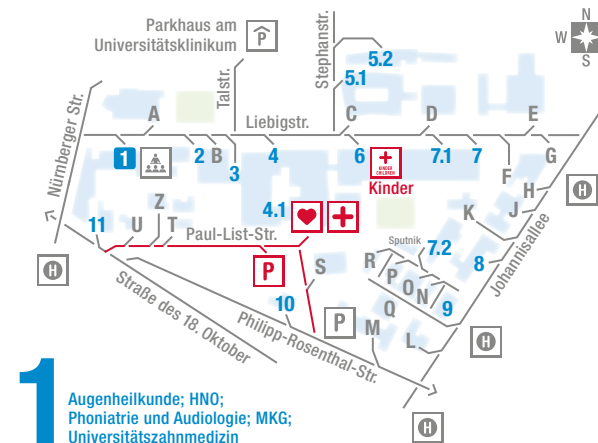 Parkhaus am
Universitätsklinikum
P
N
W
S
Stephanstr.
5.2
5.1
Talstr.
Nürnberger Str.
A
Liebigstr.
C
D
E
1
2
B
3
4
6
KINDER
CHILDREN
Kinder
7.1
7
F
G
H
H
J
K
Johannisallee
Z
11
U
T
4.1
Paul-List-Str.
Sputnik
7.2
8
H
P
S
R
P
O
N
9
Q
10
P
M
L
H
Straße des 18. Oktober
Philipp-Rosenthal-Str.
H
1
Augenheilkunde; HNO;
Phoniatrie und Audiologie; MKG;
Universitätszahnmedizin